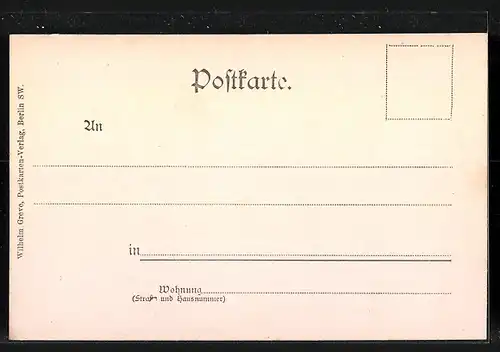 Postkarte.
An
in
Wohnung
(Straße und Hausnummer)
Wilhelm Greve, Postkarten-Verlag, Berlin SW.